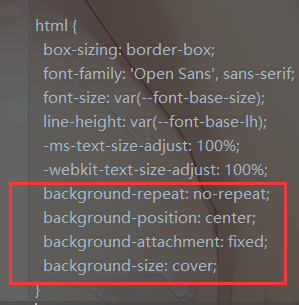 html {
box-sizing: border-box;
font-family: 'Open Sans', sans-serif;
font-size: var(--font-base-size);
line-height: var(--font-base-lh);
-ms-text-size-adjust: 100%;
-webkit-text-size-adjust: 100%;
background-repeat: no-repeat;
background-position: center;
background-attachment: fixed;
background-size: cover;
}